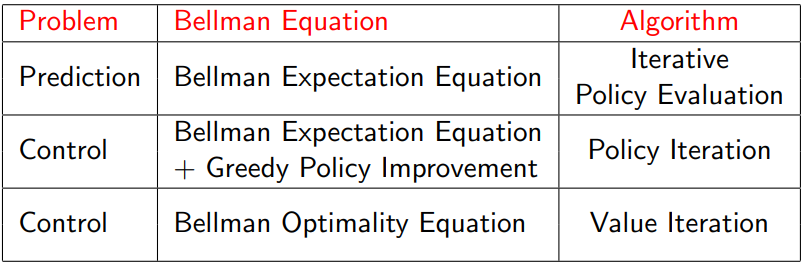 Problem Bellman Equation Algorithm
Prediction Bellman Expectation Equation Iterative
Policy Evaluation
Control Bellman Expectation Equation
+ Greedy Policy Improvement Policy Iteration
Control Bellman Optimality Equation Value Iteration